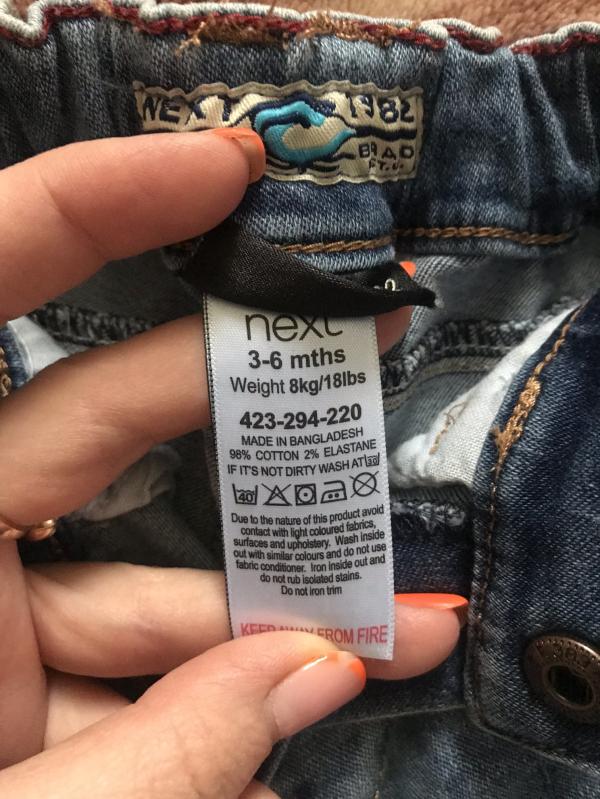 NEXT 1982
BRAD
next
3-6 mths
Weight 8kg/18lbs
423-294-220
MADE IN BANGLADESH
98% COTTON 2% ELASTANE
IF IT'S NOT DIRTY WASH AT 30
40
Due to the nature of this product avoid
contact with light coloured fabrics,
surfaces and upholstery. Wash inside
out with similar colours and do not use
fabric conditioner. Iron inside out and
do not rub isolated stains.
Do not iron trim
KEEP AWAY FROM FIRE